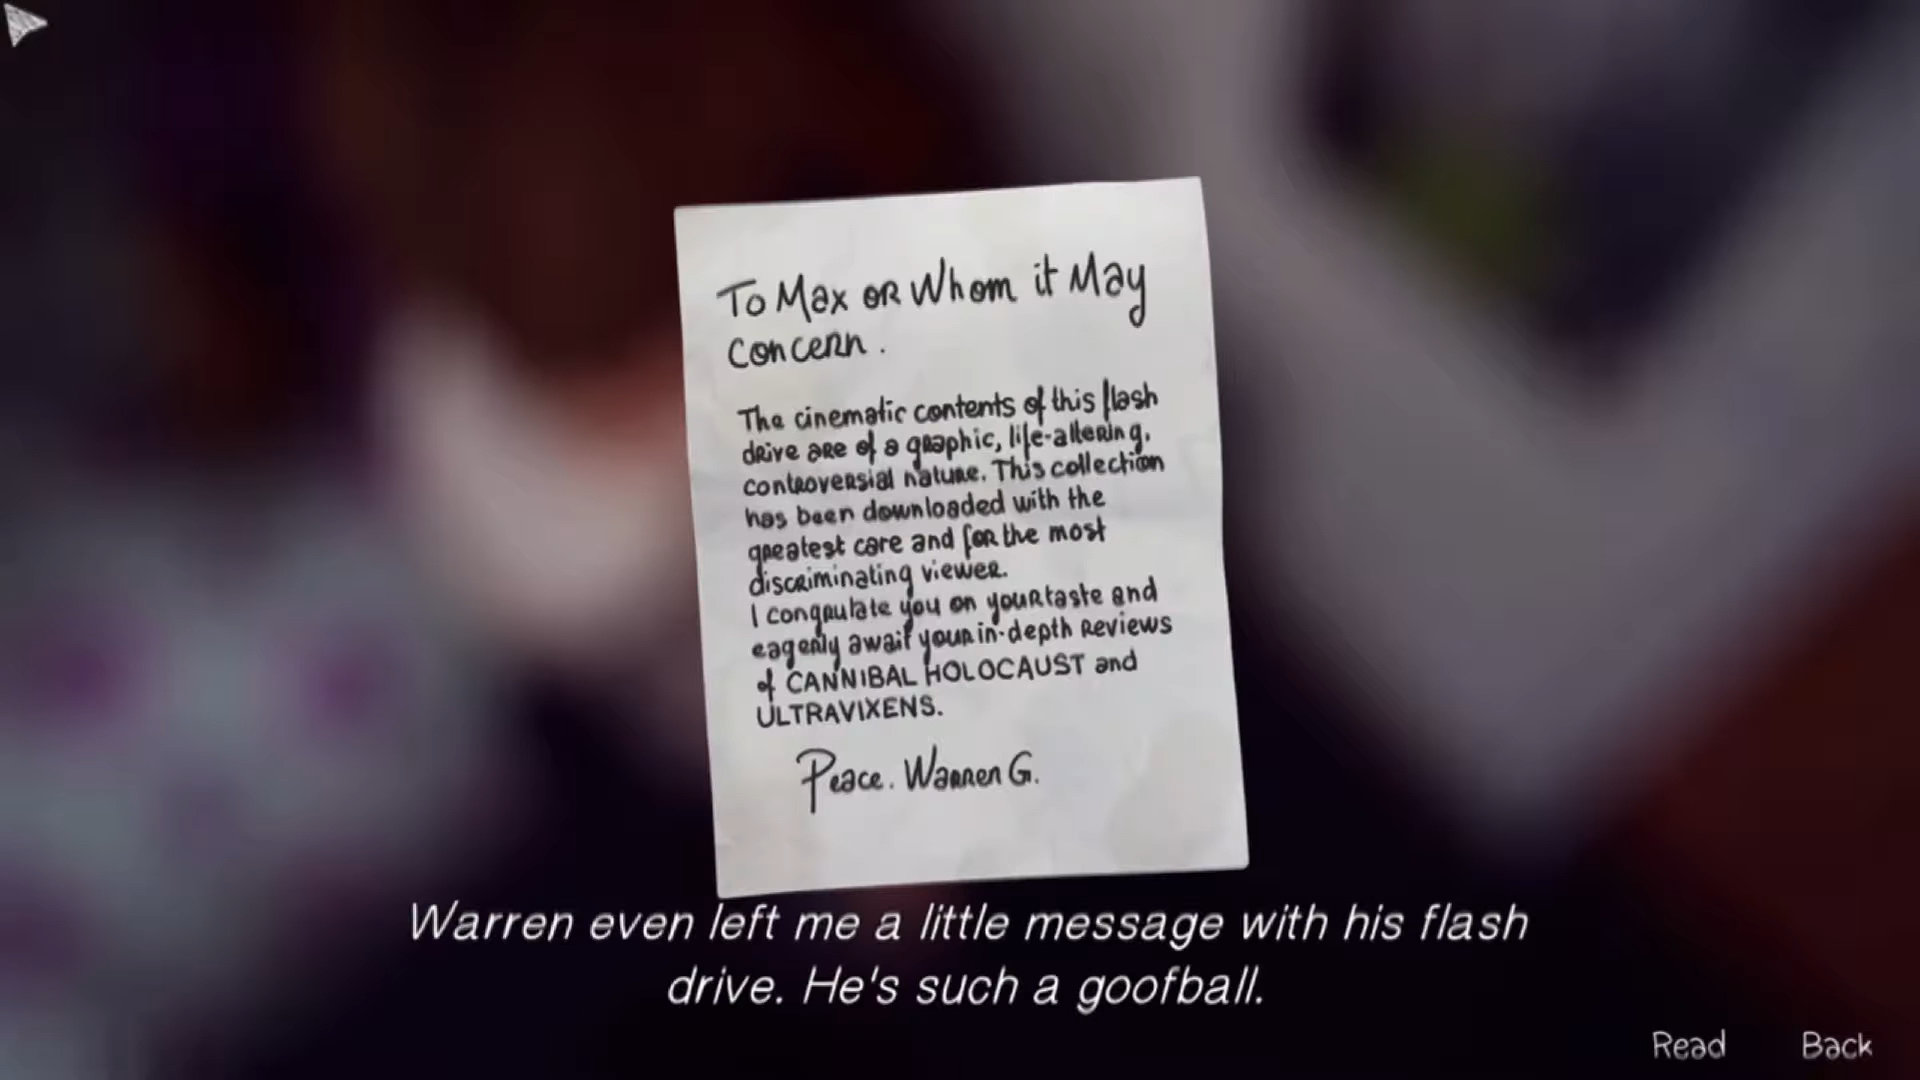 To Max or Whom it May
Concern.
The cinematic contents of this flash
drive are of a graphic, life-altering,
controversial nature. This collection
has been downloaded with the
greatest care and for the most
discriminating viewer.
I congrulate you on your taste and
eagerly await your in-depth reviews
of CANNIBAL HOLOCAUST and
ULTRAVIXENS.
Peace. Warren G.
Warren even left me a little message with his flash
drive. He's such a goofball.
Read Back